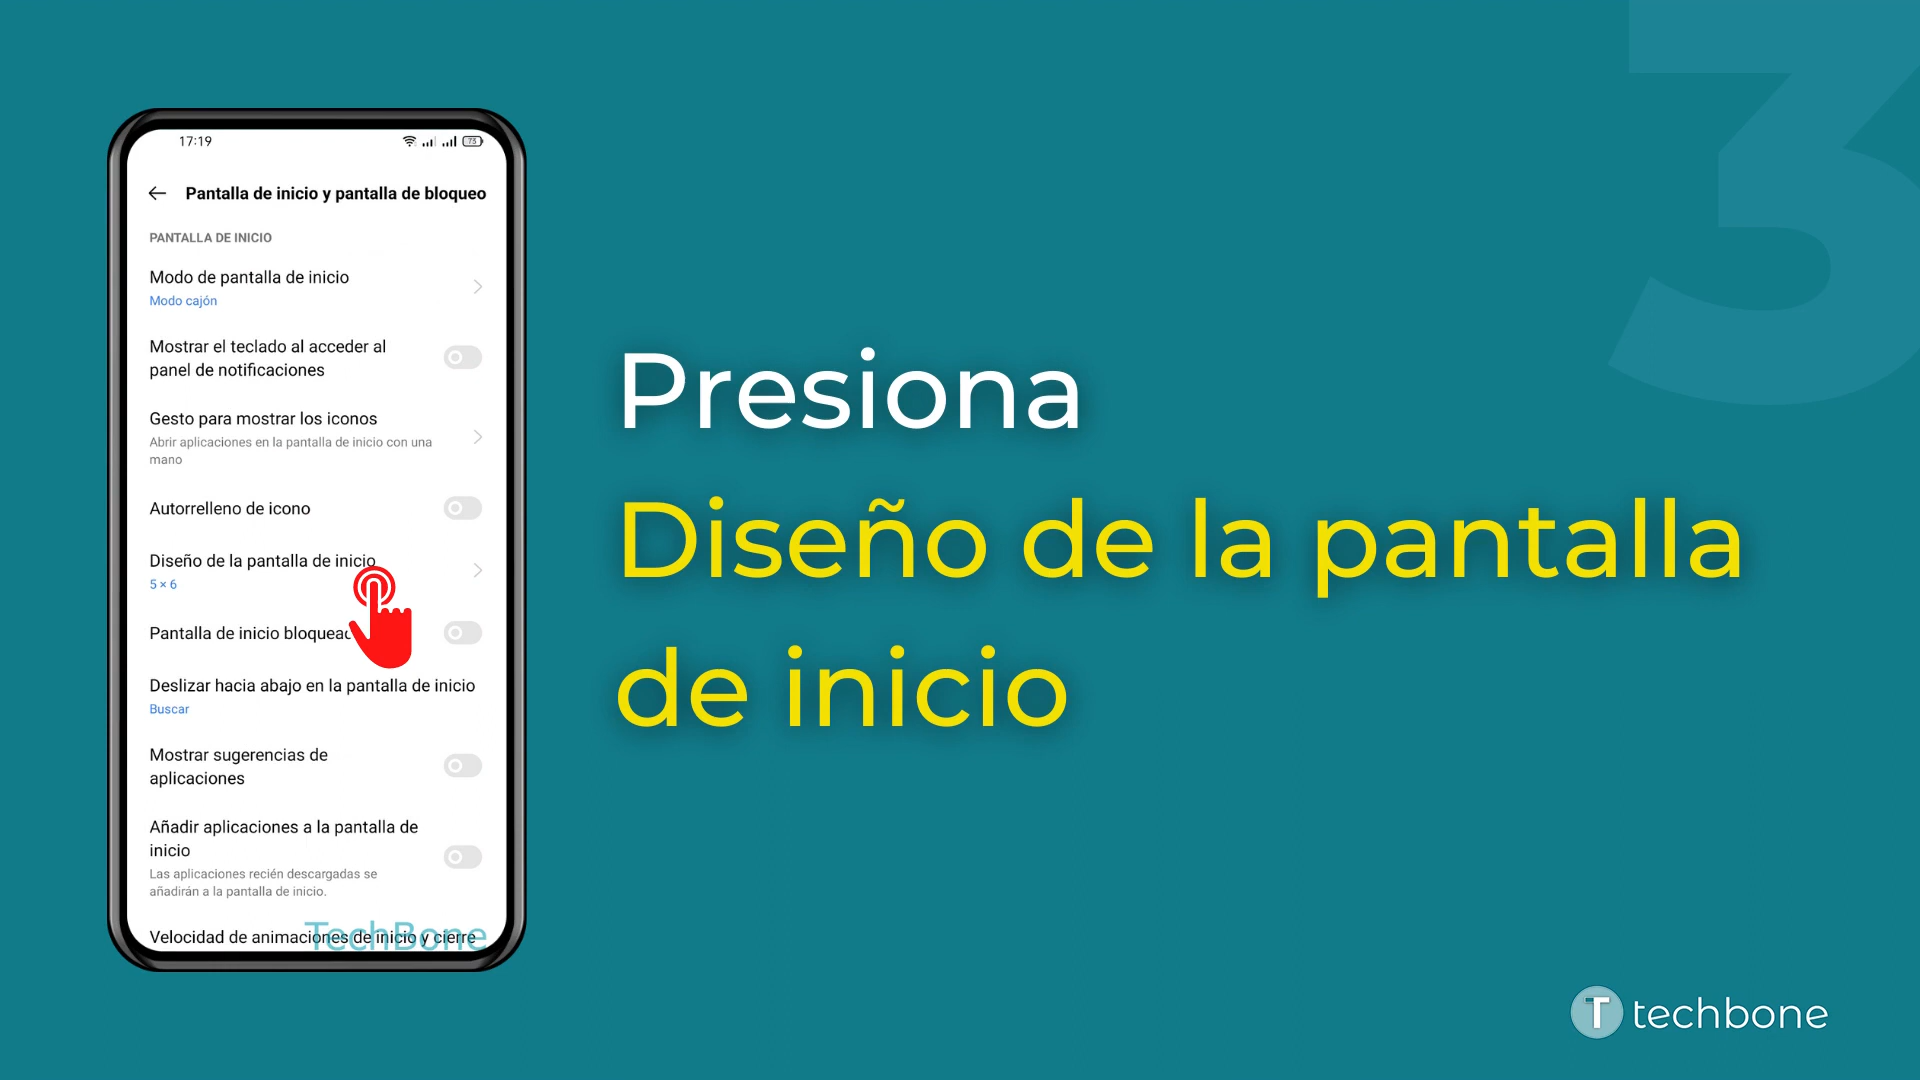 3
17:19
75
Pantalla de inicio y pantalla de bloqueo
PANTALLA DE INICIO
Modo de pantalla de inicio
Modo cajón
Mostrar el teclado al acceder al
panel de notificaciones
Gesto para mostrar los iconos
Abrir aplicaciones en la pantalla de inicio con una
mano
Autorrelleno de icono
Diseño de la pantalla de inicio
5 × 6
Pantalla de inicio
Deslizar hacia abajo en la pantalla de inicio
Buscar
Mostrar sugerencias de
aplicaciones
Añadir aplicaciones a la pantalla de
inicio
Las aplicaciones recién descargadas se
añadirán a la pantalla de inicio.
Velocidad de animaciones de inicio y cierre
TechBone
Presiona
Diseño de la pantalla
de inicio
T techbone